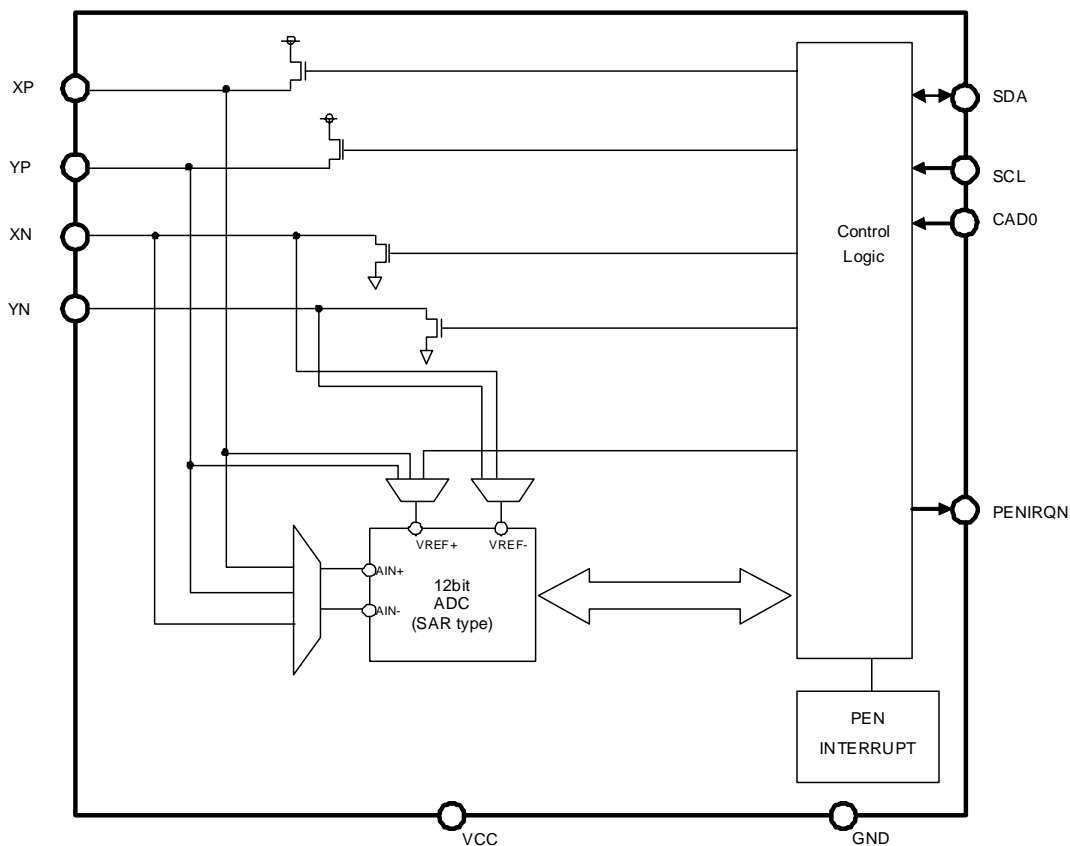 XP
SDA
YP
SCL
CAD0
XN
Control
Logic
YN
PENIRQN
VREF+
VREF-
AIN+
12bit
ADC
AIN-
(SAR type)
PEN
INTERRUPT
VCC
GND